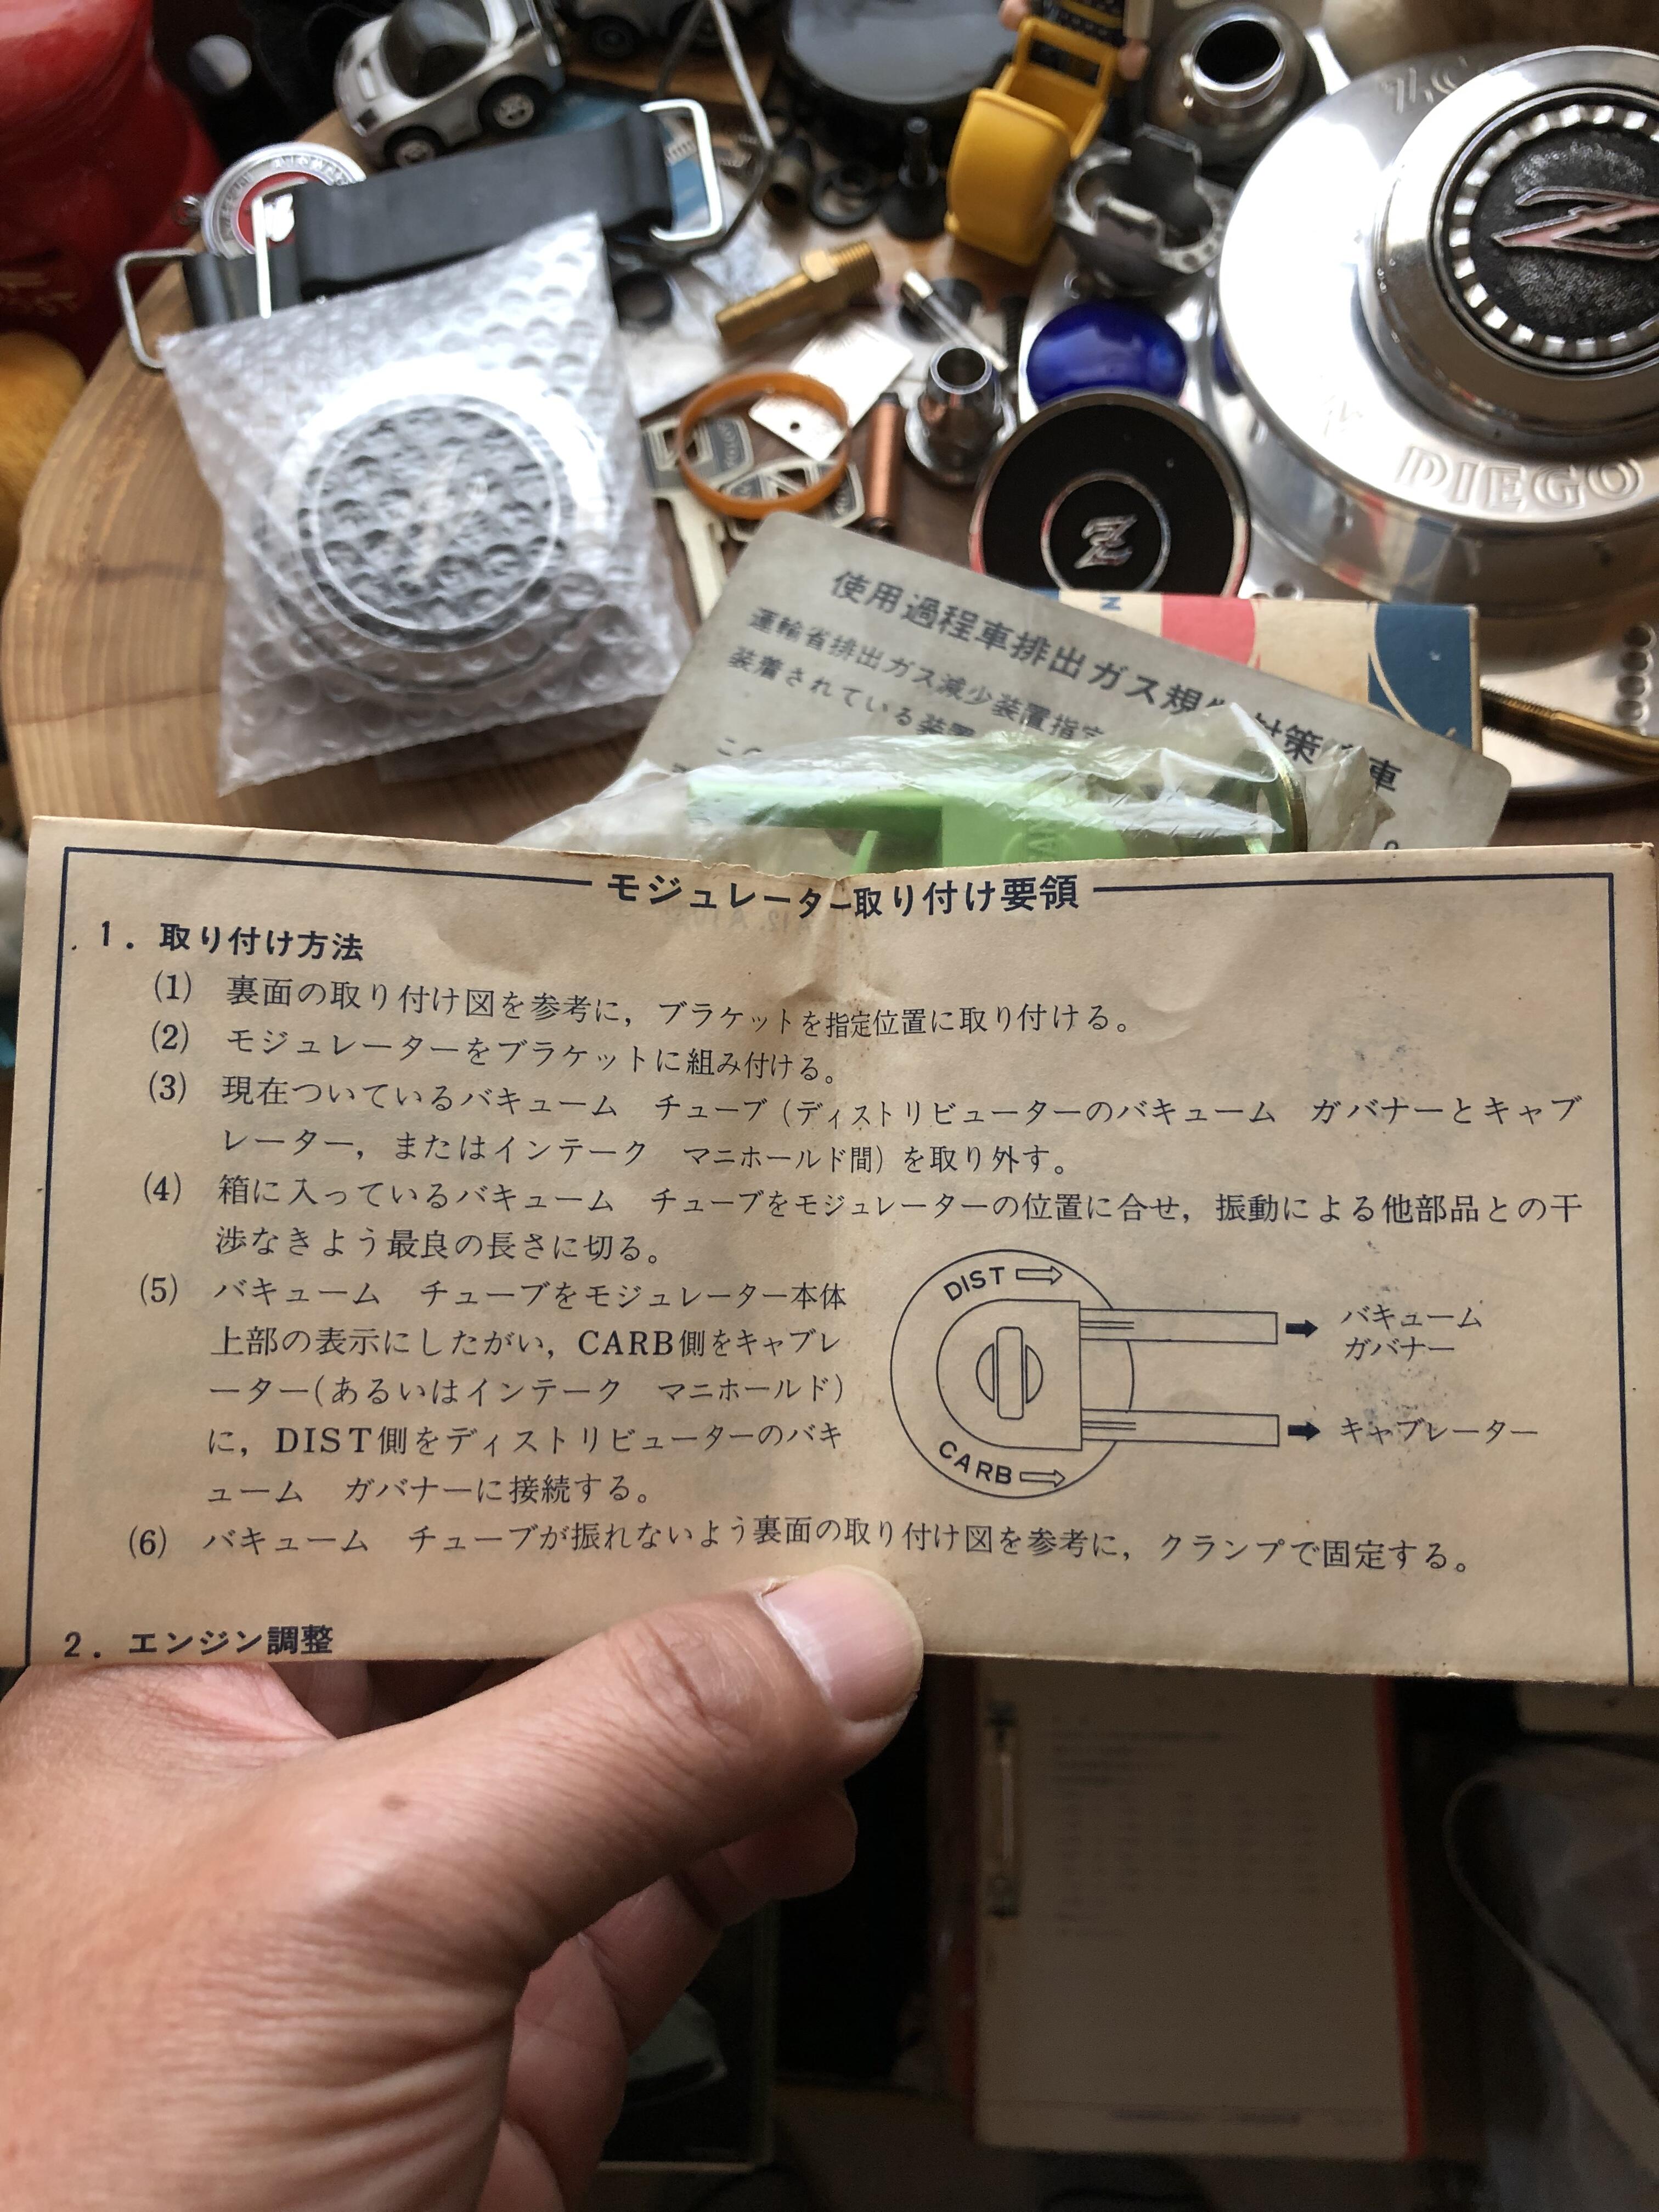 DIEGO
Z
使用過程車排出ガス規
対策
車
運輸省排出ガス減少装置指定
装着されている装置
この
モジュレーター取り付け要領
1. 取り付け方法
(1) 裏面の取り付け図を参考に，ブラケットを指定位置に取り付ける。
(2) モジュレーターをブラケットに組み付ける。
(3) 現在ついているバキューム　チューブ（ディストリビューターのバキューム　ガバナーとキャブ
レーター，またはインテーク　マニホールド間）を取り外す。
(4) 箱に入っているバキューム　チューブをモジュレーターの位置に合せ，振動による他部品との干
渉なきよう最良の長さに切る。
(5) バキューム　チューブをモジュレーター本体
上部の表示にしたがい，CARB側をキャブレ
ーター(あるいはインテーク　マニホールド)
に，DIST側をディストリビューターのバキ
ューム　ガバナーに接続する。
DIST
CARB
バキューム
ガバナー
キャブレーター
(6) バキューム　チューブが振れないよう裏面の取り付け図を参考に，クランプで固定する。
2. エンジン調整